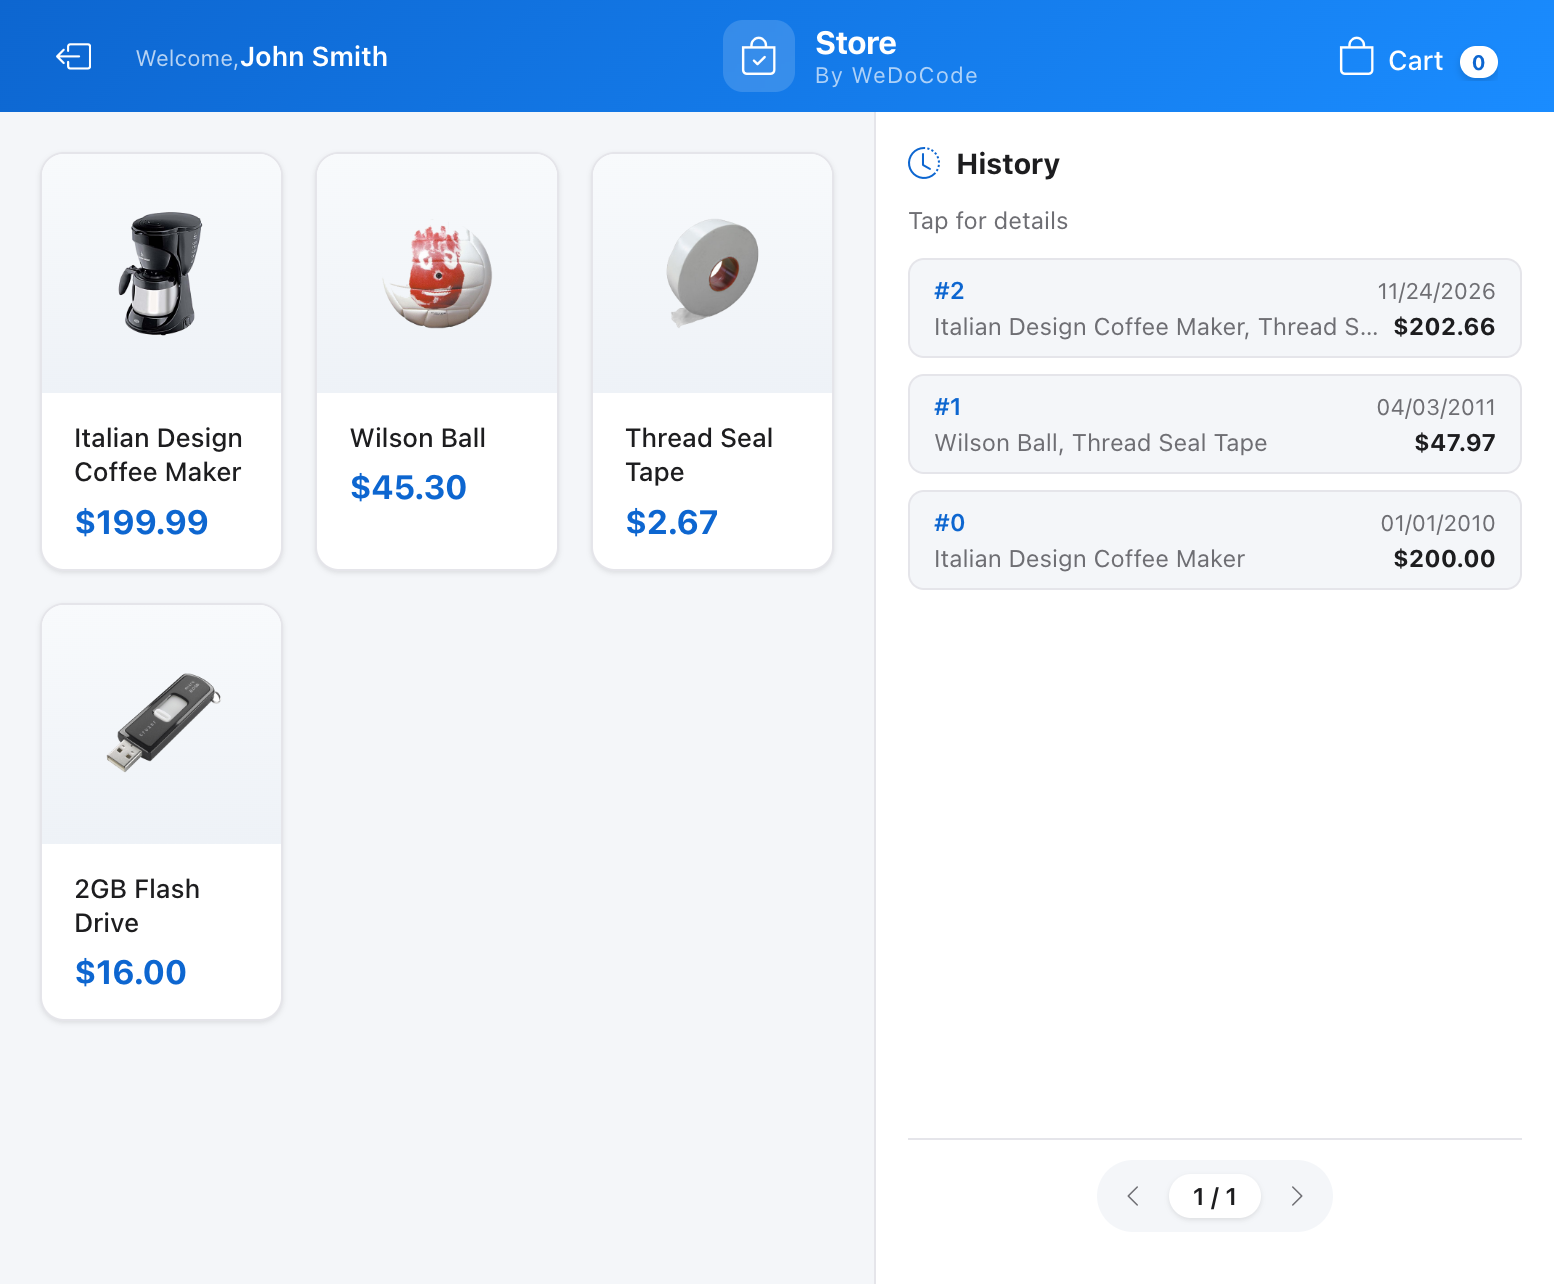 Welcome,John Smith
Store
By WeDoCode
Cart 0
Italian Design
Coffee Maker
$199.99
Wilson Ball
$45.30
Thread Seal
Tape
$2.67
2GB Flash
Drive
$16.00
History
Tap for details
#2 11/24/2026
Italian Design Coffee Maker, Thread S... $202.66
#1 04/03/2011
Wilson Ball, Thread Seal Tape $47.97
#0 01/01/2010
Italian Design Coffee Maker $200.00
1 / 1